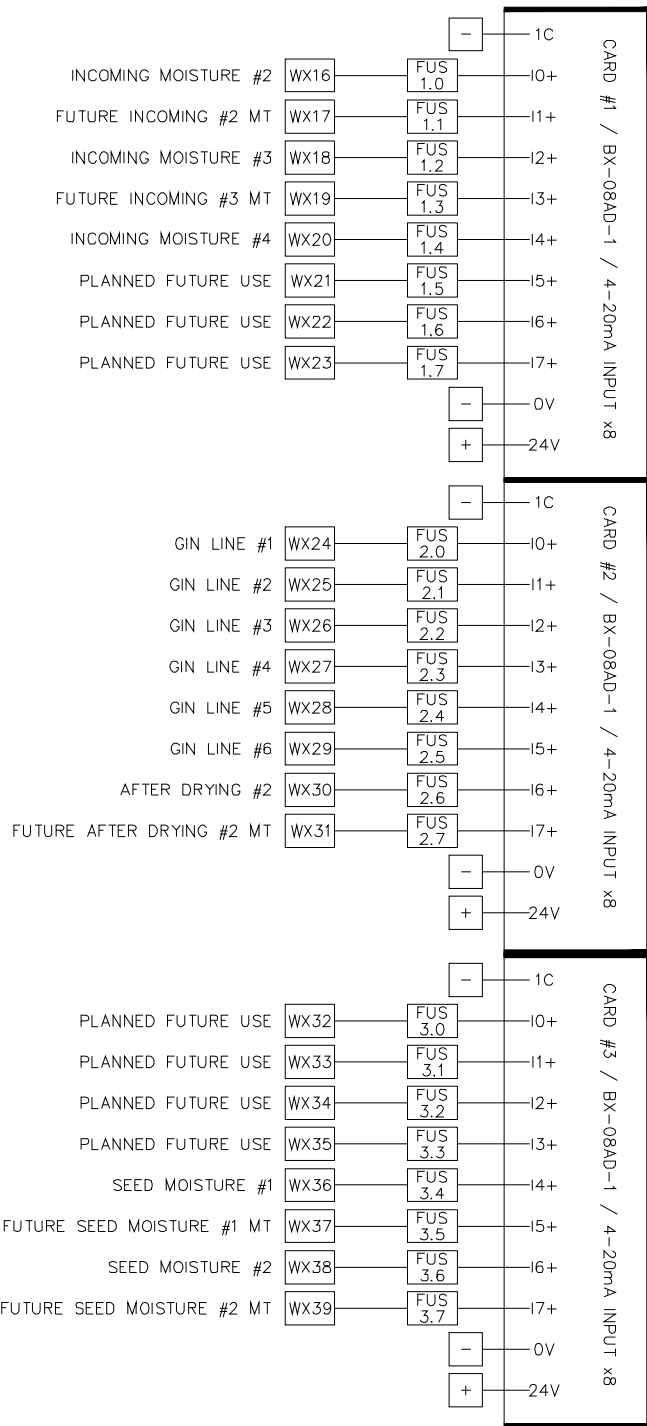 - 1C
INCOMING MOISTURE #2 WX16 FUS 1.0 I0+
FUTURE INCOMING #2 MT WX17 FUS 1.1 I1+
INCOMING MOISTURE #3 WX18 FUS 1.2 I2+
FUTURE INCOMING #3 MT WX19 FUS 1.3 I3+
INCOMING MOISTURE #4 WX20 FUS 1.4 I4+
PLANNED FUTURE USE WX21 FUS 1.5 I5+
PLANNED FUTURE USE WX22 FUS 1.6 I6+
PLANNED FUTURE USE WX23 FUS 1.7 I7+
- 0V
+ 24V
CARD #1 / BX-08AD-1 / 4-20mA INPUT x8
- 1C
GIN LINE #1 WX24 FUS 2.0 I0+
GIN LINE #2 WX25 FUS 2.1 I1+
GIN LINE #3 WX26 FUS 2.2 I2+
GIN LINE #4 WX27 FUS 2.3 I3+
GIN LINE #5 WX28 FUS 2.4 I4+
GIN LINE #6 WX29 FUS 2.5 I5+
AFTER DRYING #2 WX30 FUS 2.6 I6+
FUTURE AFTER DRYING #2 MT WX31 FUS 2.7 I7+
- 0V
+ 24V
CARD #2 / BX-08AD-1 / 4-20mA INPUT x8
- 1C
PLANNED FUTURE USE WX32 FUS 3.0 I0+
PLANNED FUTURE USE WX33 FUS 3.1 I1+
PLANNED FUTURE USE WX34 FUS 3.2 I2+
PLANNED FUTURE USE WX35 FUS 3.3 I3+
SEED MOISTURE #1 WX36 FUS 3.4 I4+
FUTURE SEED MOISTURE #1 MT WX37 FUS 3.5 I5+
SEED MOISTURE #2 WX38 FUS 3.6 I6+
FUTURE SEED MOISTURE #2 MT WX39 FUS 3.7 I7+
- 0V
+ 24V
CARD #3 / BX-08AD-1 / 4-20mA INPUT x8